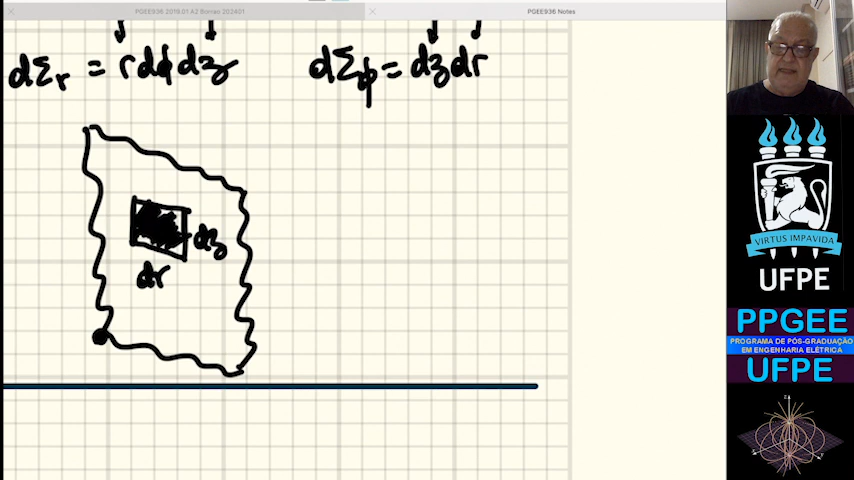 PGEE936 2019.01 A2 Borrao 202401
PGEE936 Notes
dΣr = rdϕdz
dΣϕ = dzdr
dz
dr
VIRTUS IMPAVIDA
UFPE
PPGEE
PROGRAMA DE PÓS-GRADUAÇÃO
EM ENGENHARIA ELÉTRICA
UFPE